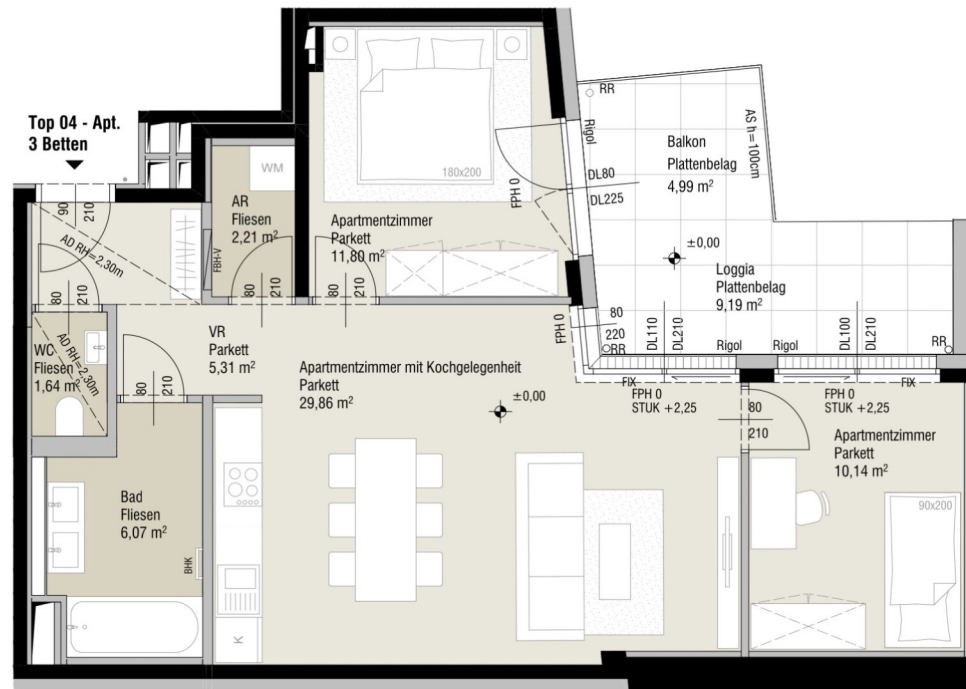 Top 04 - Apt.
3 Betten
90
210
AD RH=2,30m
80
210
WC
Fliesen
1,64 m²
AD RH=2,30m
WM
AR
Fliesen
2,21 m²
FBH-V
80
210
80
210
180x200
Apartmentzimmer
Parkett
11,80 m²
FPH 0
DL80
DL225
Rigol
RR
Balkon
Plattenbelag
4,99 m²
AS h=100cm
±0,00
Loggia
Plattenbelag
9,19 m²
FPH 0
80
220
RR
DL110
DL210
Rigol
Rigol
DL100
DL210
RR
VR
Parkett
5,31 m²
80
210
Apartmentzimmer mit Kochgelegenheit
Parkett
29,86 m²
±0,00
FIX
FPH 0
STUK +2,25
FIX
FPH 0
STUK +2,25
80
210
Apartmentzimmer
Parkett
10,14 m²
90x200
Bad
Fliesen
6,07 m²
BHK
K